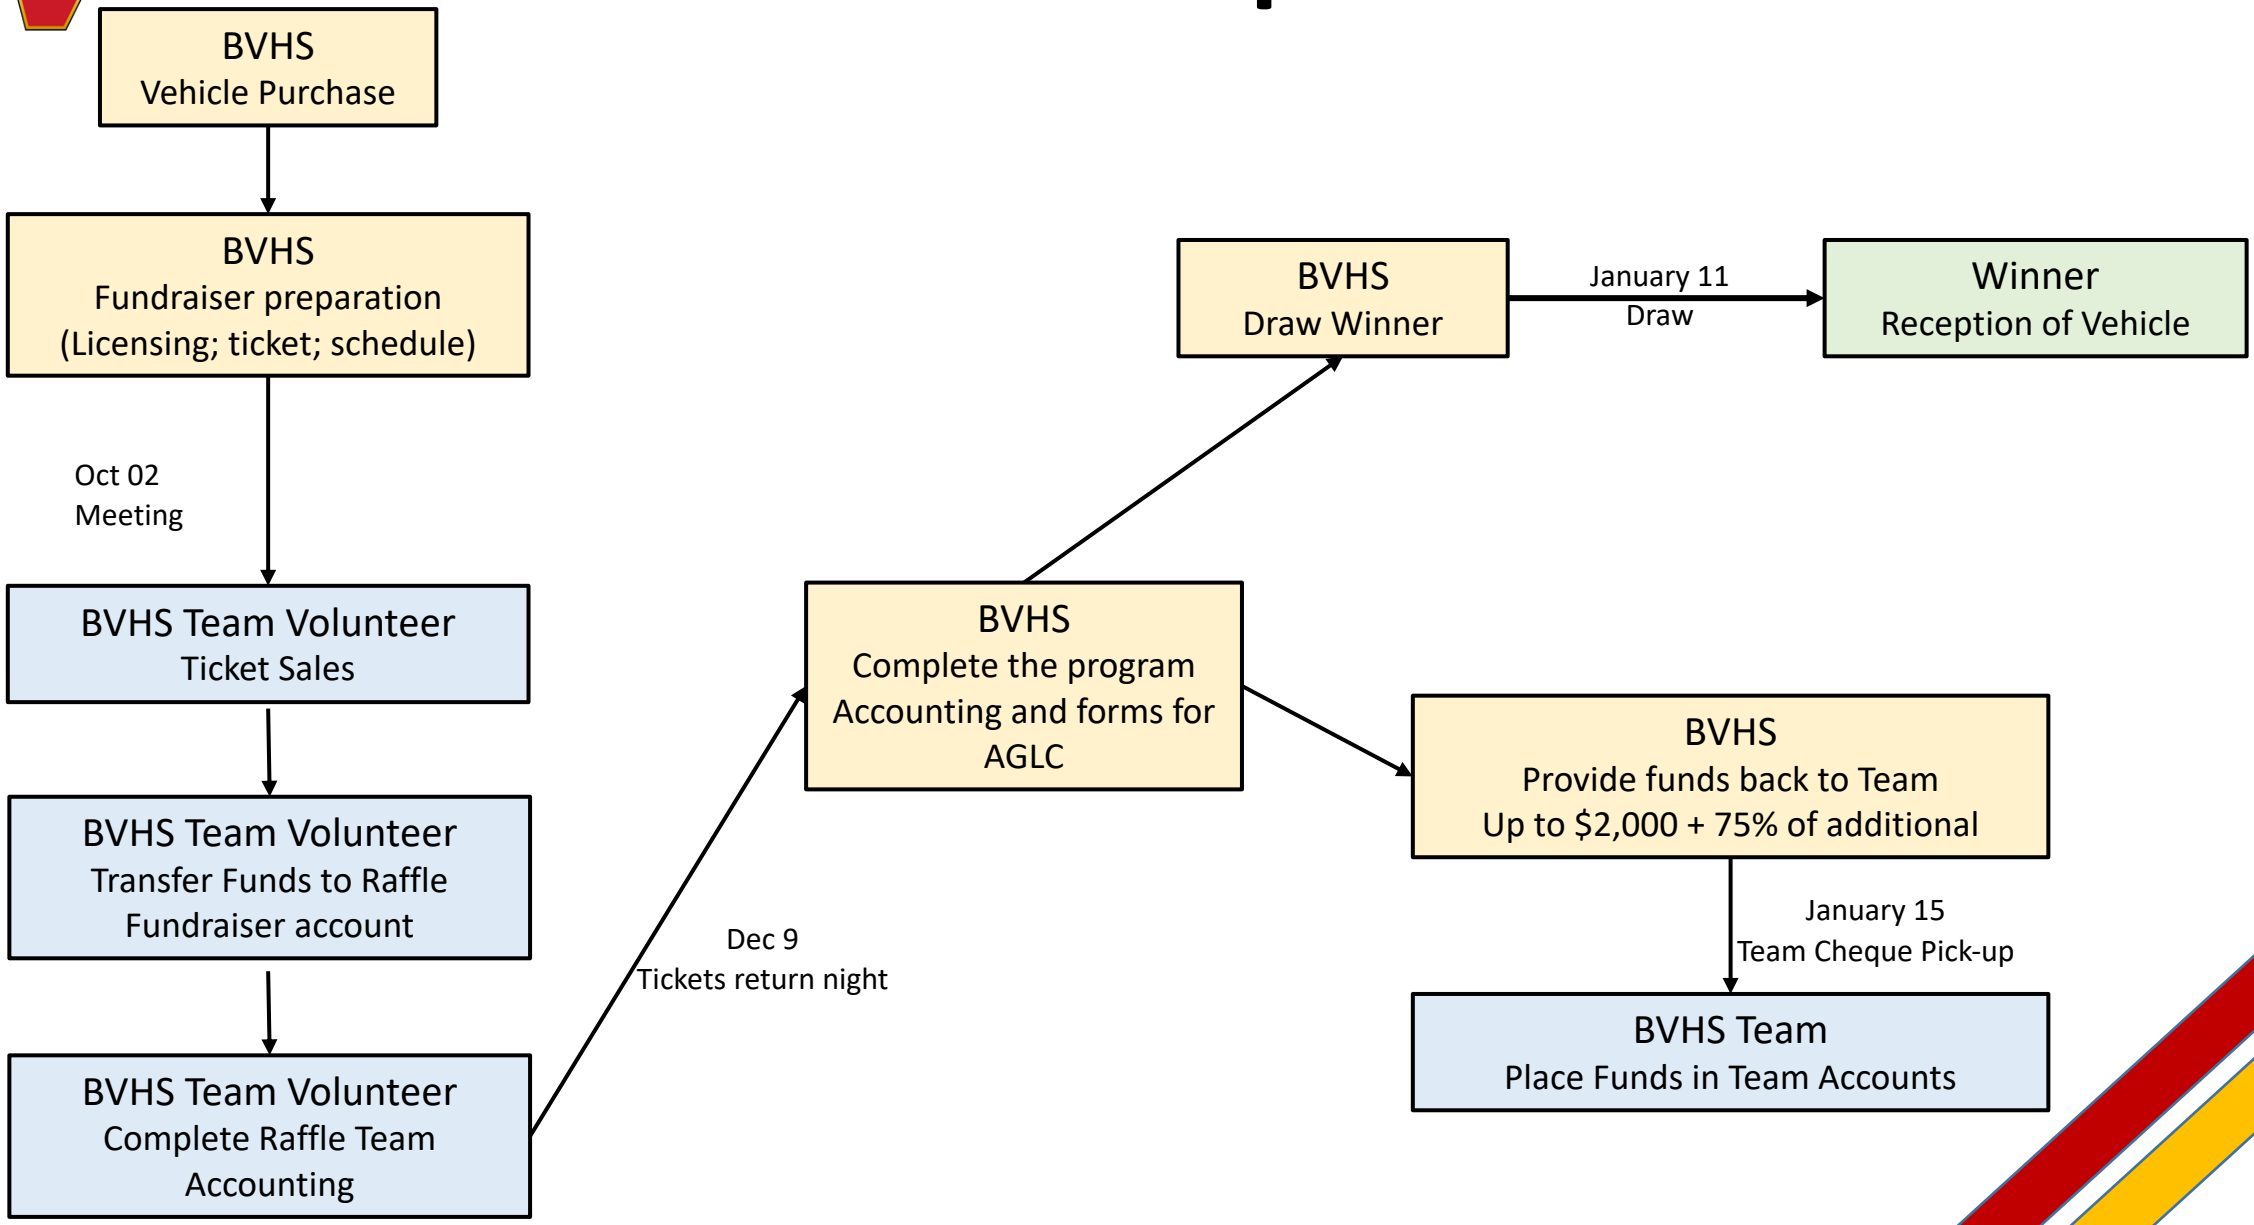 BVHS
Vehicle Purchase
BVHS
Fundraiser preparation
(Licensing; ticket; schedule)
Oct 02
Meeting
BVHS Team Volunteer
Ticket Sales
BVHS Team Volunteer
Transfer Funds to Raffle
Fundraiser account
BVHS Team Volunteer
Complete Raffle Team
Accounting
Dec 9
Tickets return night
BVHS
Complete the program
Accounting and forms for
AGLC
BVHS
Draw Winner
January 11
Draw
Winner
Reception of Vehicle
BVHS
Provide funds back to Team
Up to $2,000 + 75% of additional
January 15
Team Cheque Pick-up
BVHS Team
Place Funds in Team Accounts